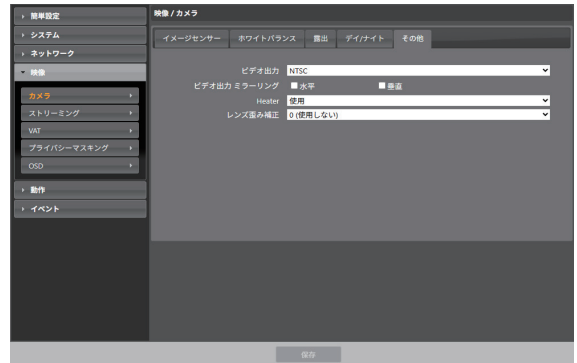 簡単設定
システム
ネットワーク
映像
カメラ
ストリーミング
VAT
プライバシーマスキング
OSD
動作
イベント
映像 / カメラ
イメージセンサー ホワイトバランス 露出 デイ/ナイト その他
ビデオ出力 NTSC
ビデオ出力 ミラーリング 水平 垂直
Heater 使用
レンズ歪み補正 0 (使用しない)
保存